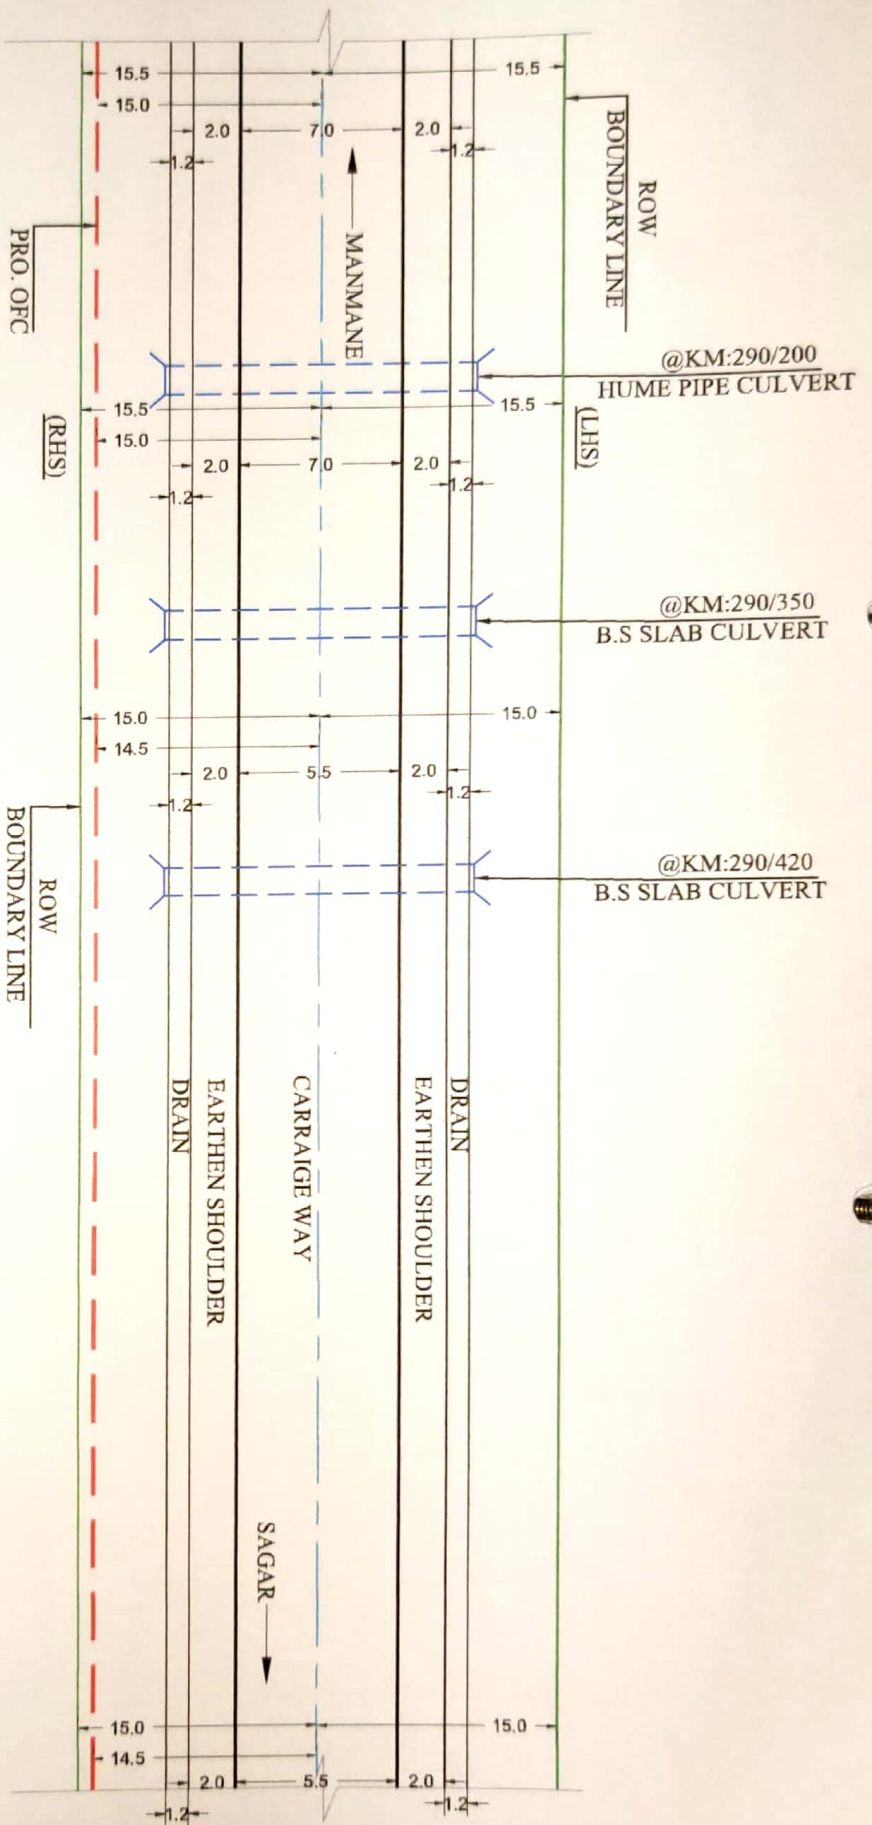 15.5
15.5
15.0
2.0
7.0
2.0
1.2
1.2
ROW
BOUNDARY LINE
MANMANE
PRO. OFC
@KM:290/200
HUME PIPE CULVERT
15.5
15.5
(RHS)
(LHS)
15.0
2.0
7.0
2.0
1.2
1.2
@KM:290/350
B.S SLAB CULVERT
15.0
15.0
14.5
2.0
5.5
2.0
1.2
1.2
ROW
BOUNDARY LINE
@KM:290/420
B.S SLAB CULVERT
DRAIN
EARTHEN SHOULDER
CARRAIGE WAY
EARTHEN SHOULDER
DRAIN
SAGAR
15.0
15.0
14.5
2.0
5.5
2.0
1.2
1.2